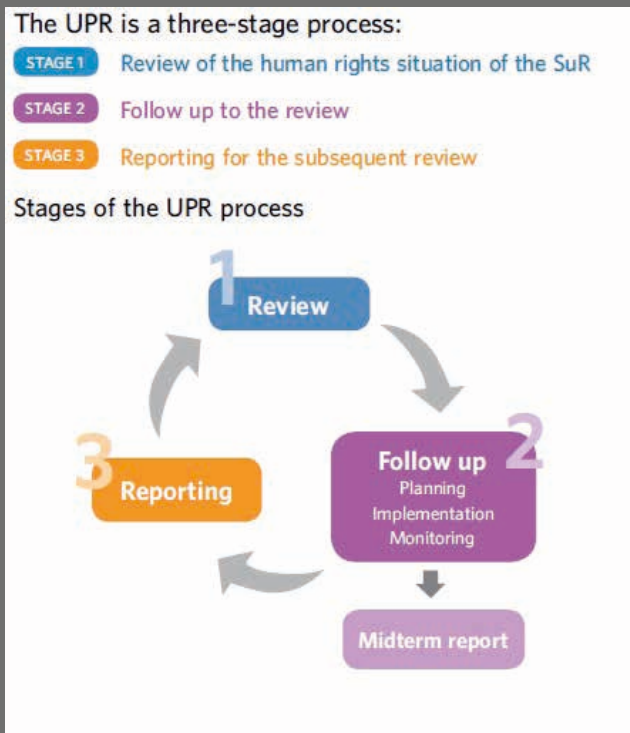 The UPR is a three-stage process:
STAGE 1 Review of the human rights situation of the SuR
STAGE 2 Follow up to the review
STAGE 3 Reporting for the subsequent review
Stages of the UPR process
1
Review
2
Follow up
Planning
Implementation
Monitoring
3
Reporting
Midterm report